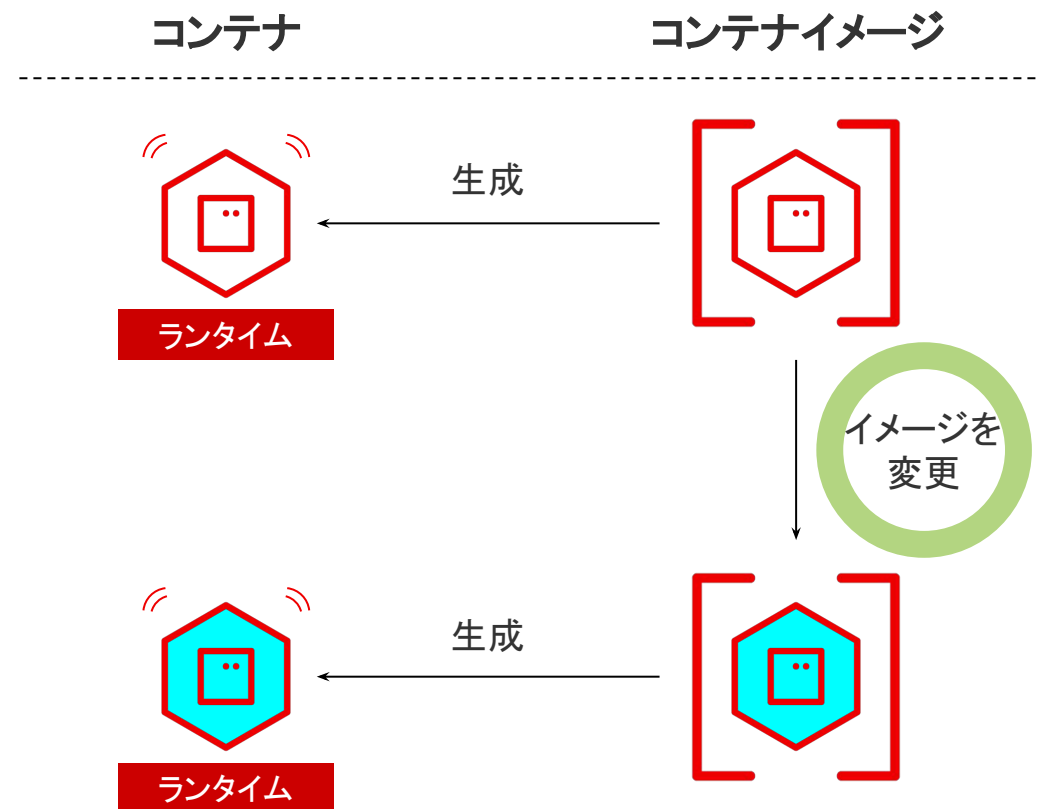 コンテナ
コンテナイメージ
生成
ランタイム
イメージを
変更
生成
ランタイム